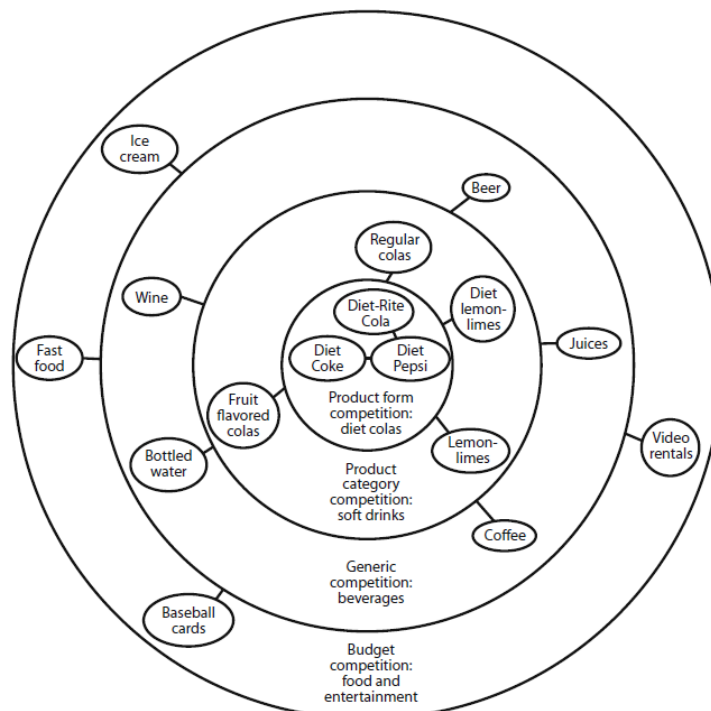 Ice
cream
Beer
Regular
colas
Wine
Diet-Rite
Cola
Diet
lemon-
limes
Fast
food
Diet
Coke
Diet
Pepsi
Juices
Fruit
flavored
colas
Product form
competition:
diet colas
Bottled
water
Lemon-
limes
Video
rentals
Product
category
competition:
soft drinks
Coffee
Generic
competition:
beverages
Baseball
cards
Budget
competition:
food and
entertainment